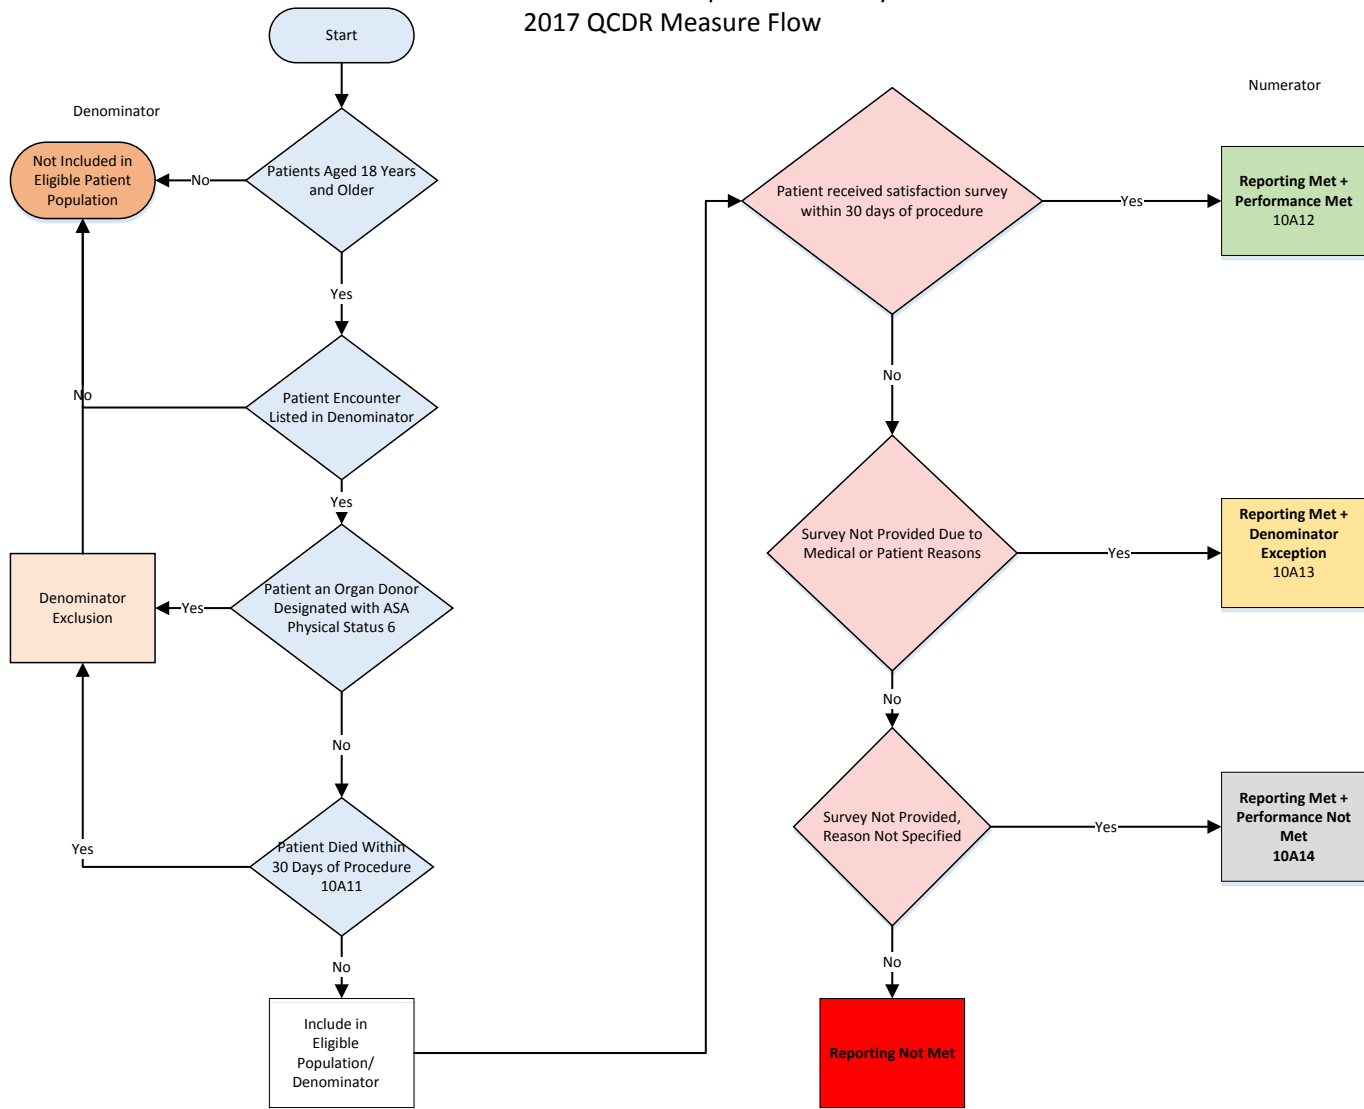 2017 QCDR Measure Flow
Start
Denominator
Numerator
Patients Aged 18 Years
and Older
No
Not Included in
Eligible Patient
Population
Yes
Patient Encounter
Listed in Denominator
No
Yes
Patient an Organ Donor
Designated with ASA
Physical Status 6
Yes
Denominator
Exclusion
No
Patient Died Within
30 Days of Procedure
10A11
Yes
No
Include in
Eligible
Population/
Denominator
Patient received satisfaction survey
within 30 days of procedure
Yes
Reporting Met +
Performance Met
10A12
No
Survey Not Provided Due to
Medical or Patient Reasons
Yes
Reporting Met +
Denominator
Exception
10A13
No
Survey Not Provided,
Reason Not Specified
Yes
Reporting Met +
Performance Not
Met
10A14
No
Reporting Not Met